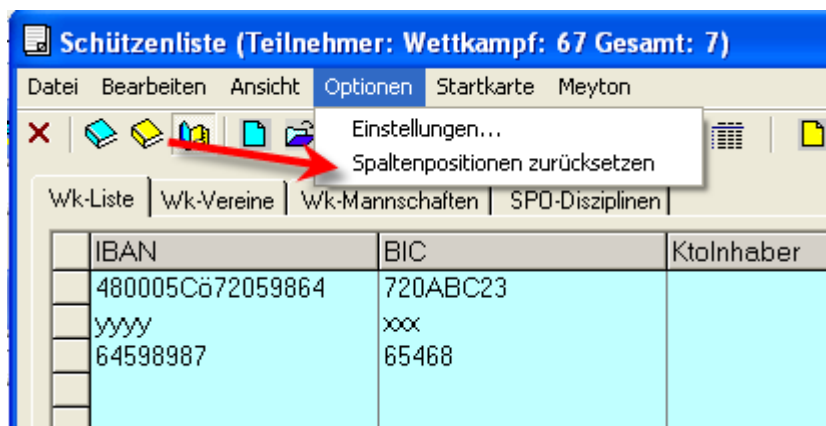 Schützenliste (Teilnehmer: Wettkampf: 67 Gesamt: 7)
Datei Bearbeiten Ansicht Optionen Startkarte Meyton
Einstellungen...
Spaltenpositionen zurücksetzen
Wk-Liste Wk-Vereine Wk-Mannschaften SPO-Disziplinen
IBAN BIC KtoInhaber
480005Cö72059864 720ABC23
yyyy xxx
64598987 65468